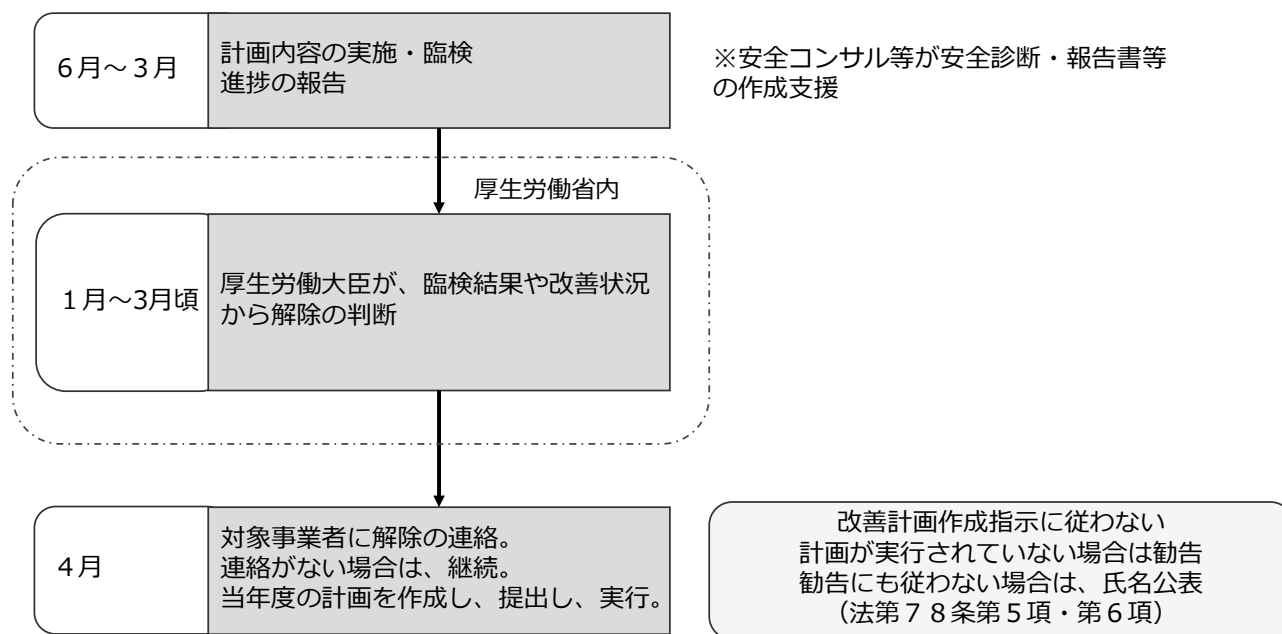 6月～3月
計画内容の実施・臨検
進捗の報告
※安全コンサル等が安全診断・報告書等
の作成支援
厚生労働省内
1月～3月頃
厚生労働大臣が、臨検結果や改善状況
から解除の判断
4月
対象事業者に解除の連絡。
連絡がない場合は、継続。
当年度の計画を作成し、提出し、実行。
改善計画作成指示に従わない
計画が実行されていない場合は勧告
勧告にも従わない場合は、氏名公表
（法第７８条第５項・第６項）